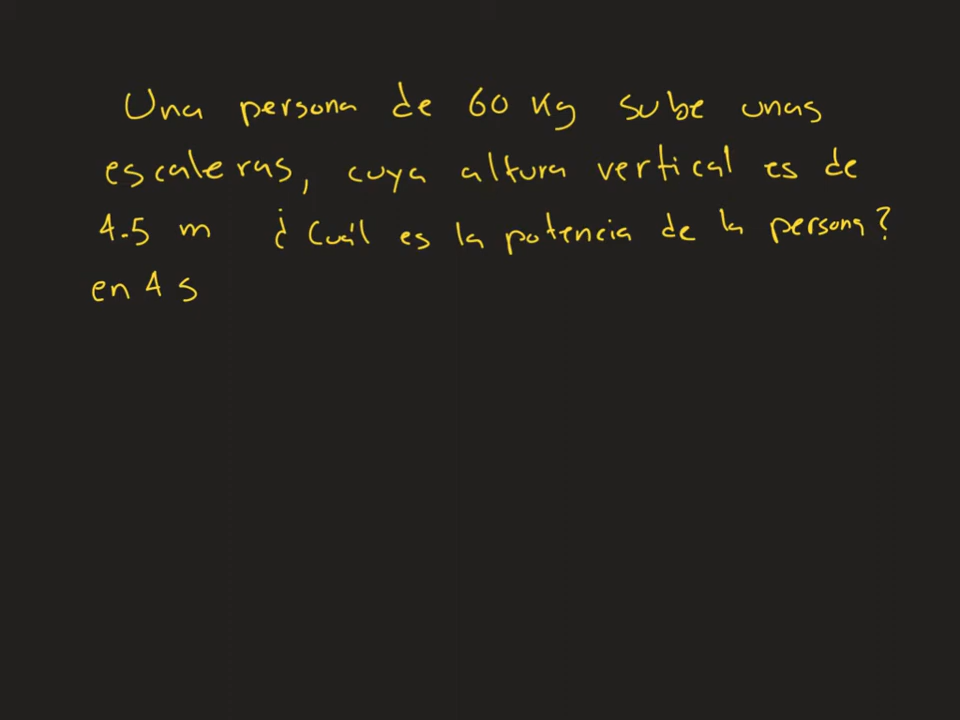 Una persona de 60 Kg sube unas
escaleras, cuya altura vertical es de
4.5 m ¿Cuál es la potencia de la persona?
en 4 s